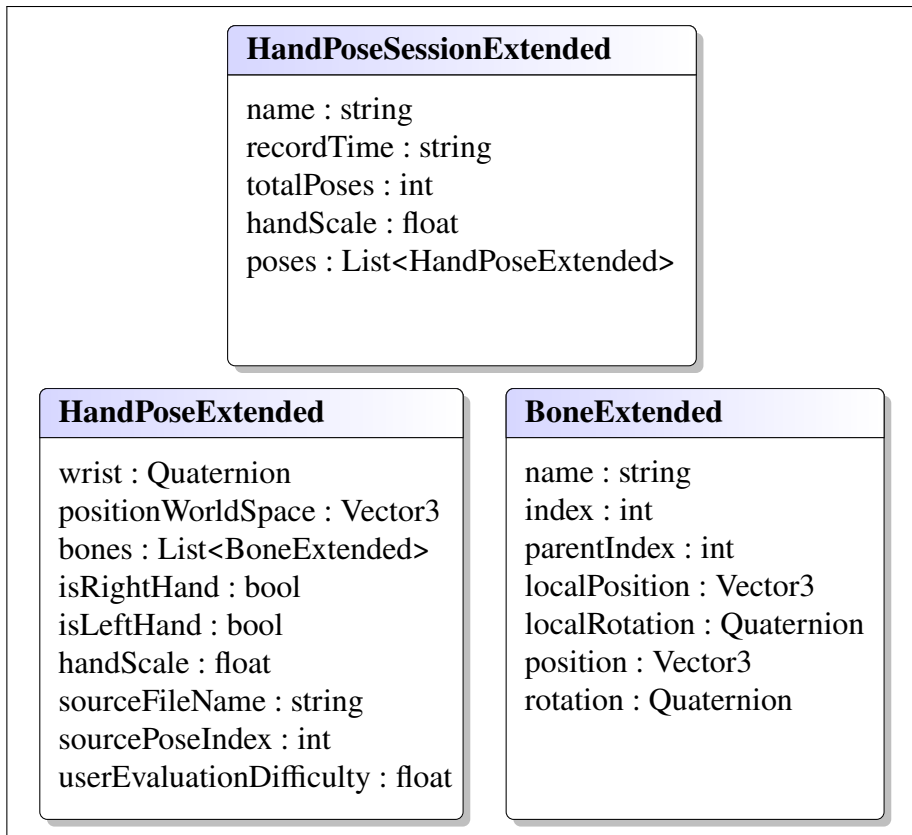 HandPoseSessionExtended
name : string
recordTime : string
totalPoses : int
handScale : float
poses : List<HandPoseExtended>
HandPoseExtended
wrist : Quaternion
positionWorldSpace : Vector3
bones : List<BoneExtended>
isRightHand : bool
isLeftHand : bool
handScale : float
sourceFileName : string
sourcePoseIndex : int
userEvaluationDifficulty : float
BoneExtended
name : string
index : int
parentIndex : int
localPosition : Vector3
localRotation : Quaternion
position : Vector3
rotation : Quaternion